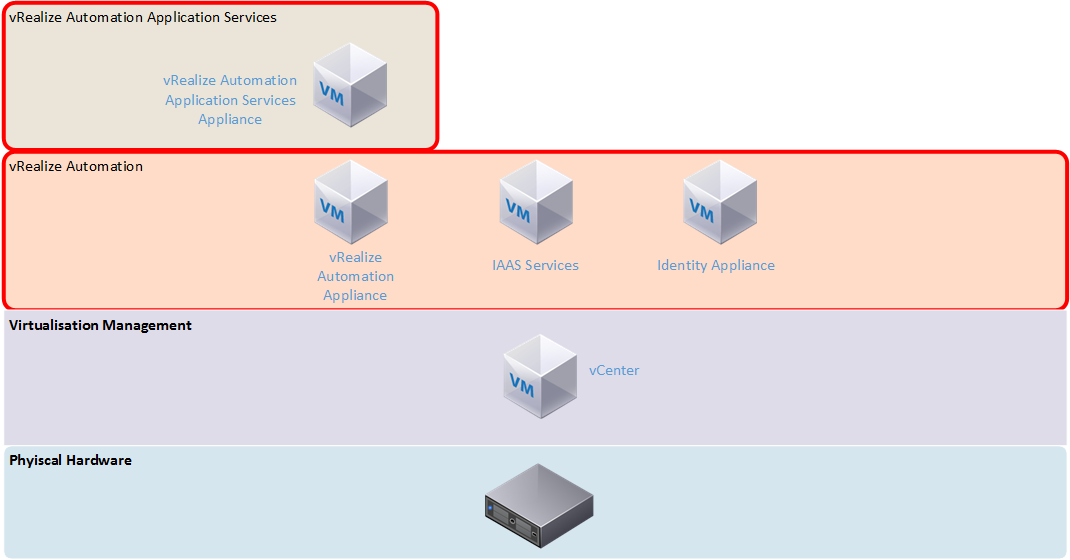 vRealize Automation Application Services
vRealize Automation
Application Services
Appliance
VM
vRealize Automation
VM
VM
VM
vRealize
Automation
Appliance
IAAS Services
Identity Appliance
Virtualisation Management
VM
vCenter
Phyiscal Hardware